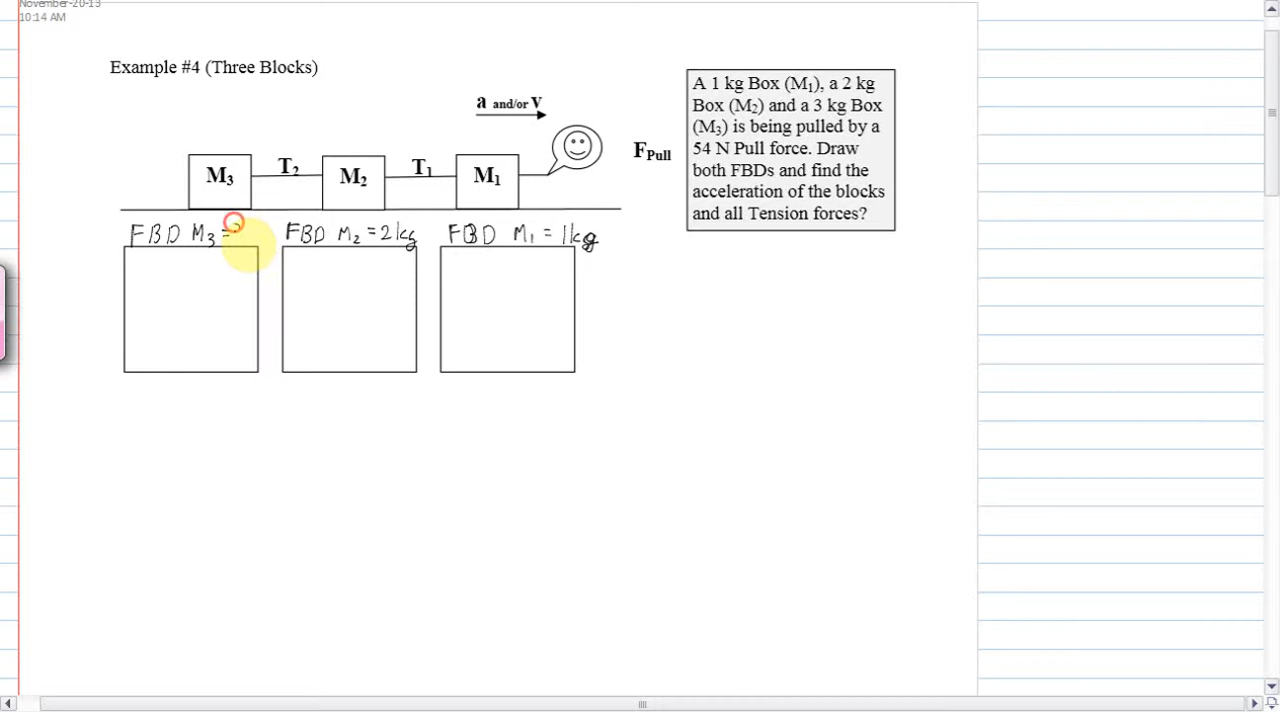 November-20-13
10:14 AM
Example #4 (Three Blocks)
a and/or V
M3 T2 M2 T1 M1 FPull
A 1 kg Box (M1), a 2 kg
Box (M2) and a 3 kg Box
(M3) is being pulled by a
54 N Pull force. Draw
both FBDs and find the
acceleration of the blocks
and all Tension forces?
FBD M3 = FBD M2 = 2kg FBD M1 = 1kg